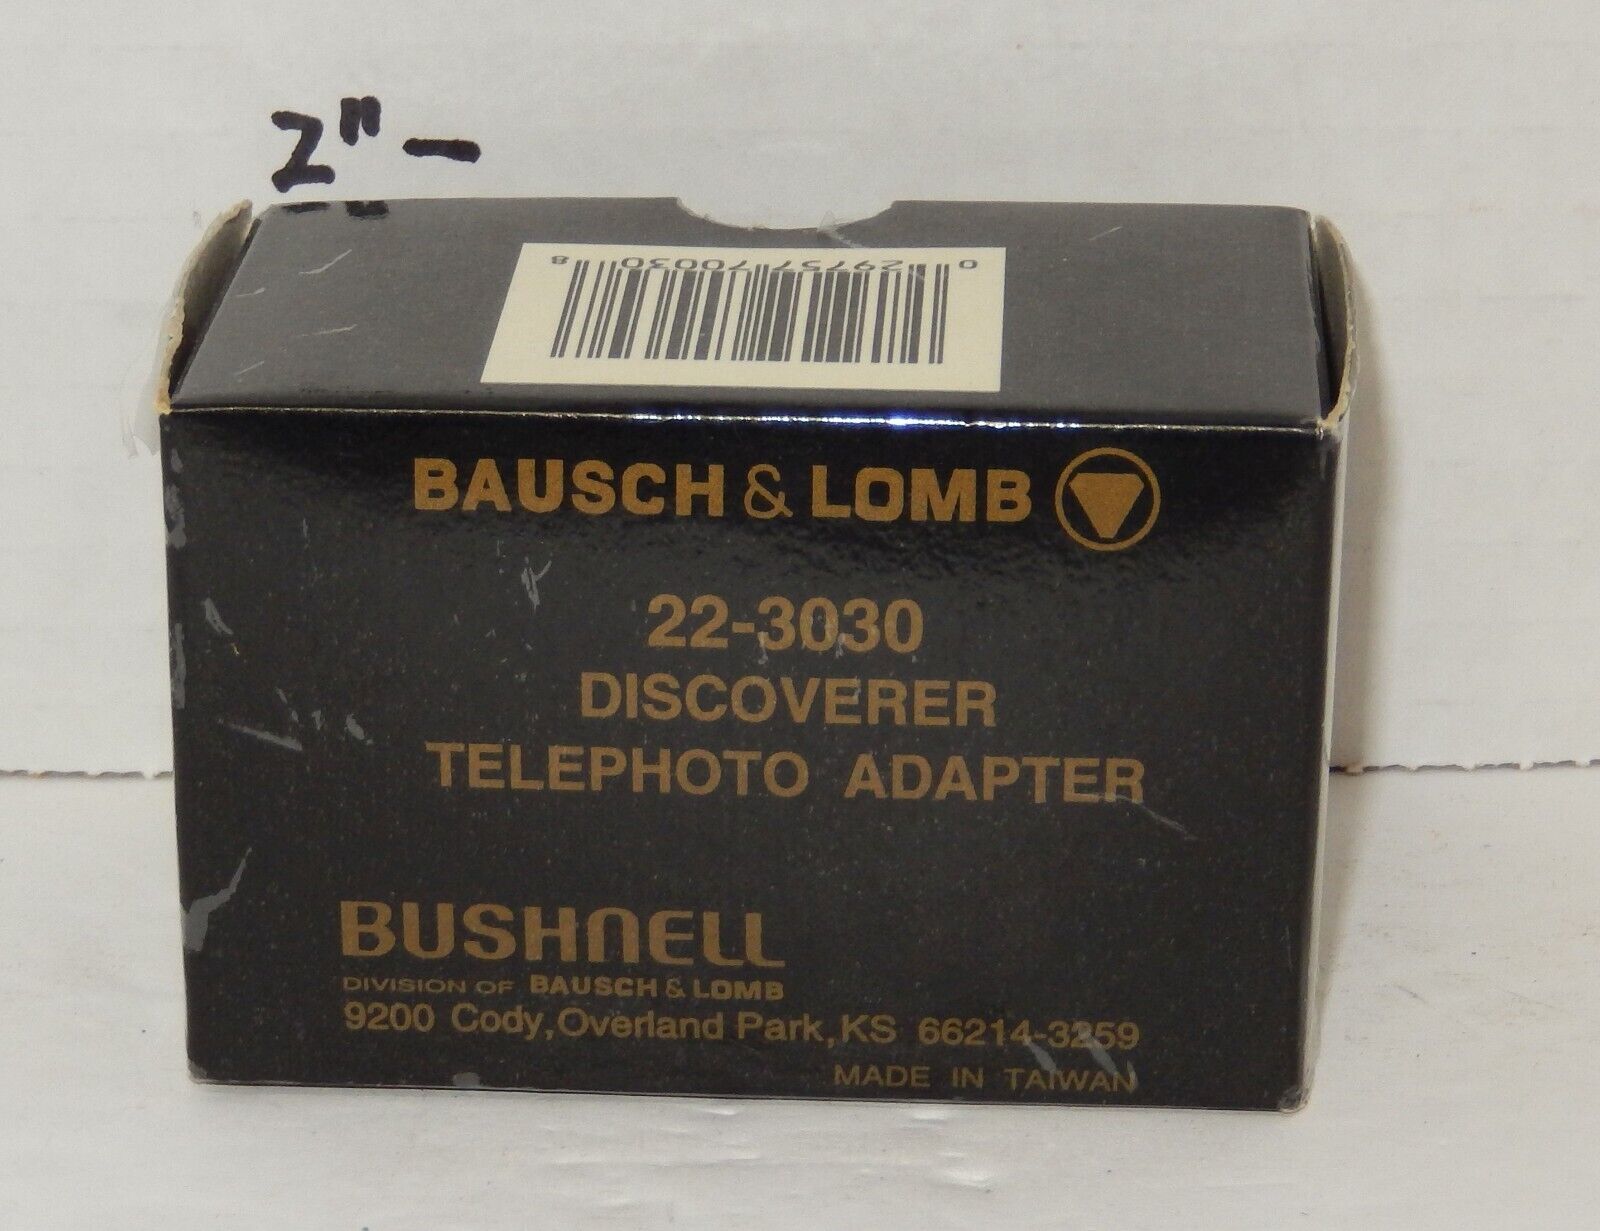 2"-
0 29757 70030 8
BAUSCH & LOMB
22-3030
DISCOVERER
TELEPHOTO ADAPTER
BUSHNELL
DIVISION OF BAUSCH & LOMB
9200 Cody, Overland Park, KS 66214-3259
MADE IN TAIWAN